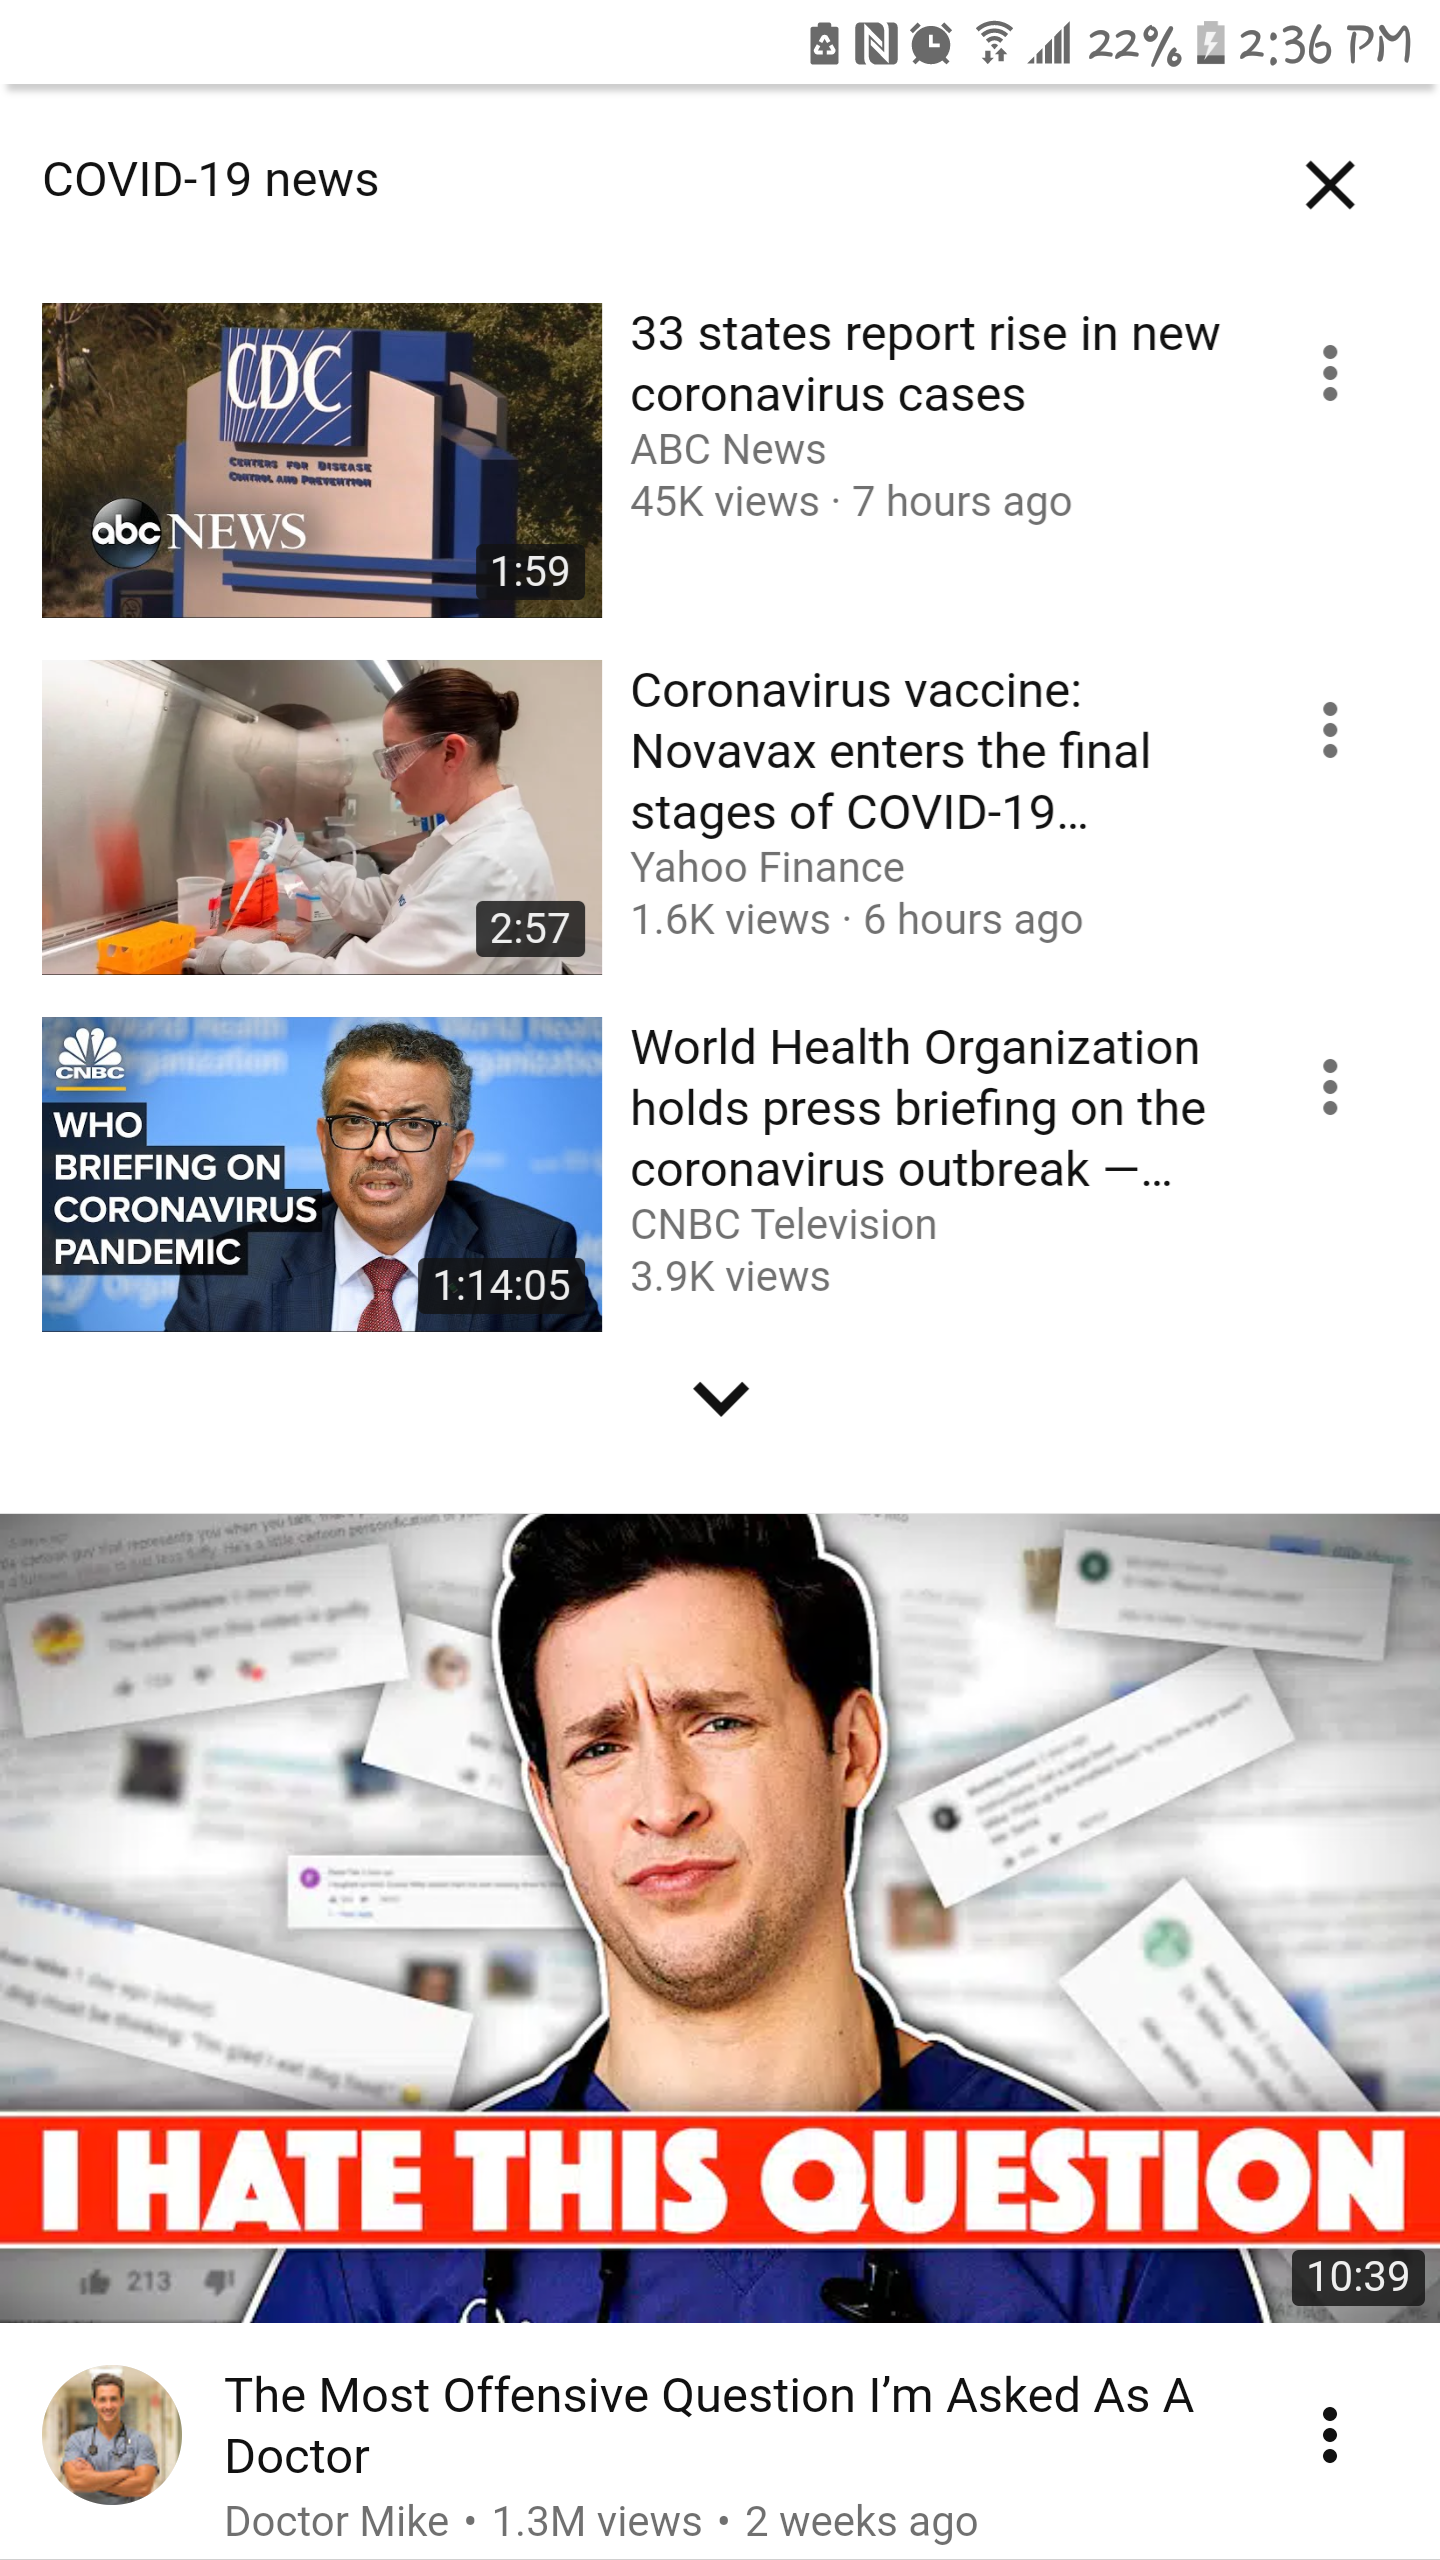 22% 2:36 PM
COVID-19 news
CDC
CENTERS FOR DISEASE
CONTROL AND PREVENTION
abc NEWS
1:59
33 states report rise in new
coronavirus cases
ABC News
45K views · 7 hours ago
2:57
Coronavirus vaccine:
Novavax enters the final
stages of COVID-19...
Yahoo Finance
1.6K views · 6 hours ago
CNBC
WHO
BRIEFING ON
CORONAVIRUS
PANDEMIC
1:14:05
World Health Organization
holds press briefing on the
coronavirus outbreak —...
CNBC Television
3.9K views
I HATE THIS QUESTION
213
10:39
The Most Offensive Question I’m Asked As A
Doctor
Doctor Mike • 1.3M views • 2 weeks ago